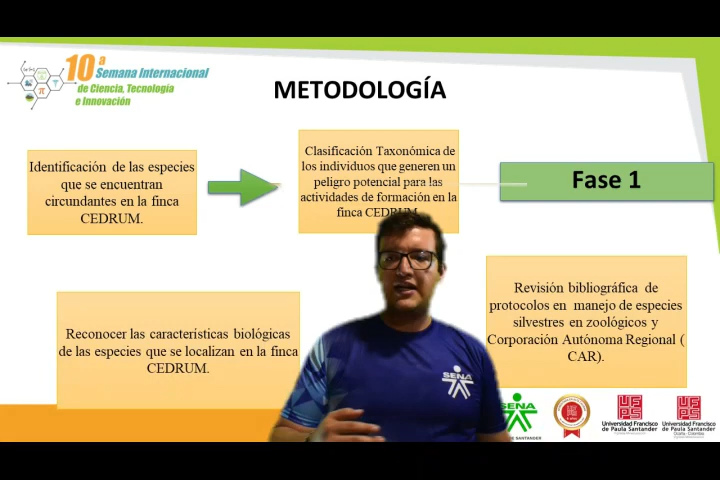 10ª
Semana Internacional
de Ciencia, Tecnología
e Innovación
METODOLOGÍA
Identificación de las especies
que se encuentran
circundantes en la finca
CEDRUM.
Clasificación Taxonómica de
los individuos que generen un
peligro potencial para las
actividades de formación en la
finca CEDRUM.
Fase 1
Reconocer las características biológicas
de las especies que se localizan en la finca
CEDRUM.
Revisión bibliográfica de
protocolos en manejo de especies
silvestres en zoológicos y
Corporación Autónoma Regional (
CAR).
SENA
SENA
SANTANDER
UFPS
Universidad Francisco
de Paula Santander
UFPS
Universidad Francisco
de Paula Santander